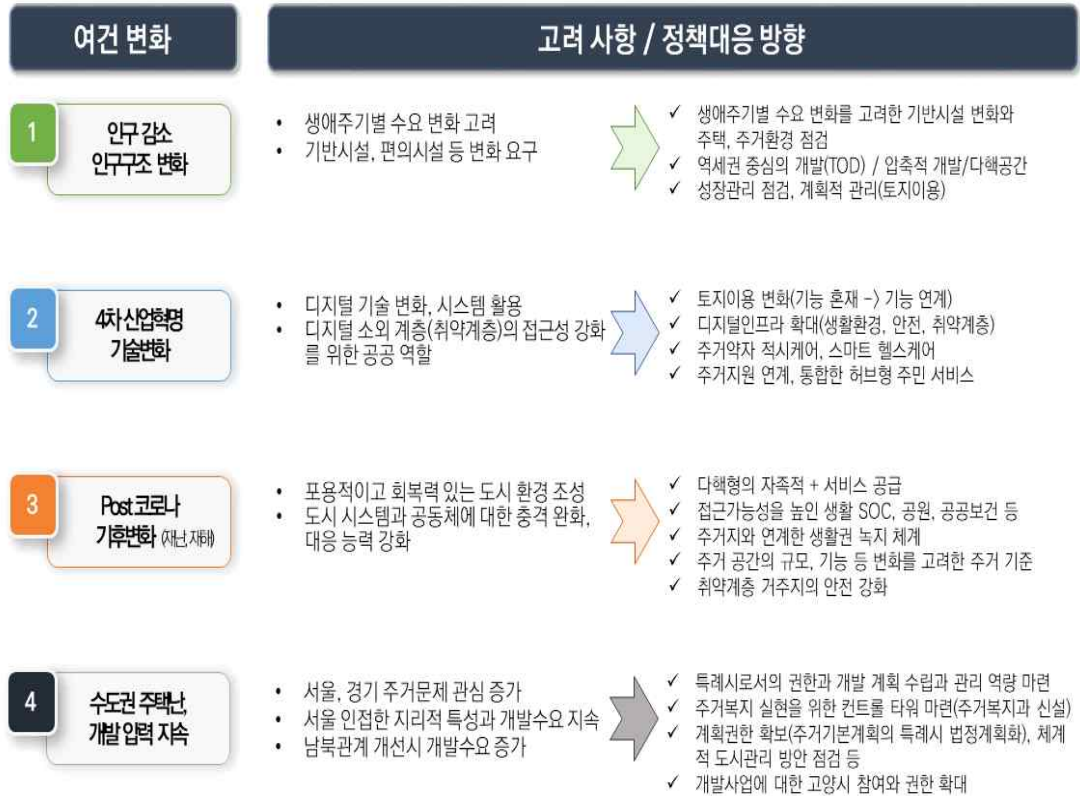 여건 변화
고려 사항 / 정책대응 방향
1
인구 감소
인구구조 변화
• 생애주기별 수요 변화 고려
• 기반시설, 편의시설 등 변화 요구
✓ 생애주기별 수요 변화를 고려한 기반시설 변화와
주택, 주거환경 점검
✓ 역세권 중심의 개발(TOD) / 압축적 개발/다핵공간
✓ 성장관리 점검, 계획적 관리(토지이용)
2
4차 산업혁명
기술변화
• 디지털 기술 변화, 시스템 활용
• 디지털 소외 계층(취약계층)의 접근성 강화
를 위한 공공 역할
✓ 토지이용 변화(기능 혼재 -> 기능 연계)
✓ 디지털인프라 확대(생활환경, 안전, 취약계층)
✓ 주거약자 적시케어, 스마트 헬스케어
✓ 주거지원 연계, 통합한 허브형 주민 서비스
3
Post 코로나
기후변화 (재난, 재해)
• 포용적이고 회복력 있는 도시 환경 조성
• 도시 시스템과 공동체에 대한 충격 완화,
대응 능력 강화
✓ 다핵형의 자족적 + 서비스 공급
✓ 접근가능성을 높인 생활 SOC, 공원, 공공보건 등
✓ 주거지와 연계한 생활권 녹지 체계
✓ 주거 공간의 규모, 기능 등 변화를 고려한 주거 기준
✓ 취약계층 거주지의 안전 강화
4
수도권 주택난,
개발 압력 지속
• 서울, 경기 주거문제 관심 증가
• 서울 인접한 지리적 특성과 개발수요 지속
• 남북관계 개선시 개발수요 증가
✓ 특례시로서의 권한과 개발 계획 수립과 관리 역량 마련
✓ 주거복지 실현을 위한 컨트롤 타워 마련(주거복지과 신설)
✓ 계획권한 확보(주거기본계획의 특례시 법정계획화), 체계
적 도시관리 방안 점검 등
✓ 개발사업에 대한 고양시 참여와 권한 확대